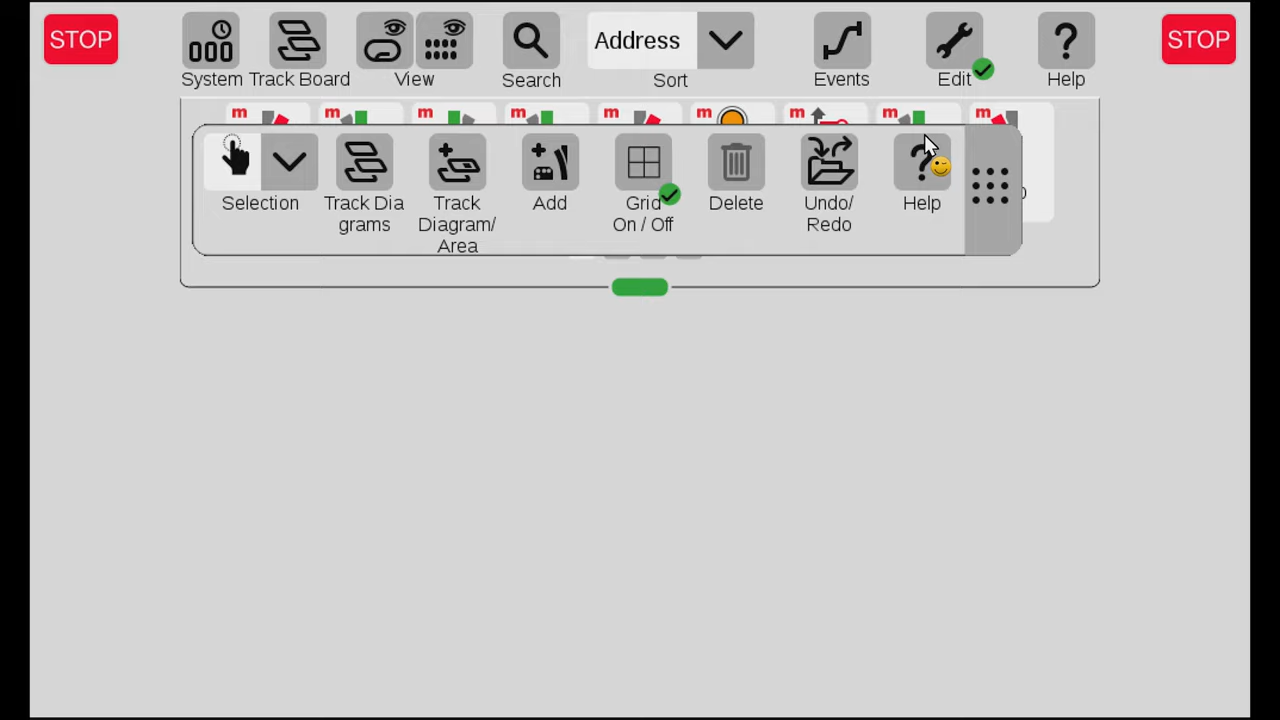 STOP
Address
STOP
System
Track Board
View
Search
Sort
Events
Edit
Help
m m m m m m m m m
Selection
Track Dia
grams
Track
Diagram/
Area
Add
Grid
On / Off
Delete
Undo/
Redo
Help